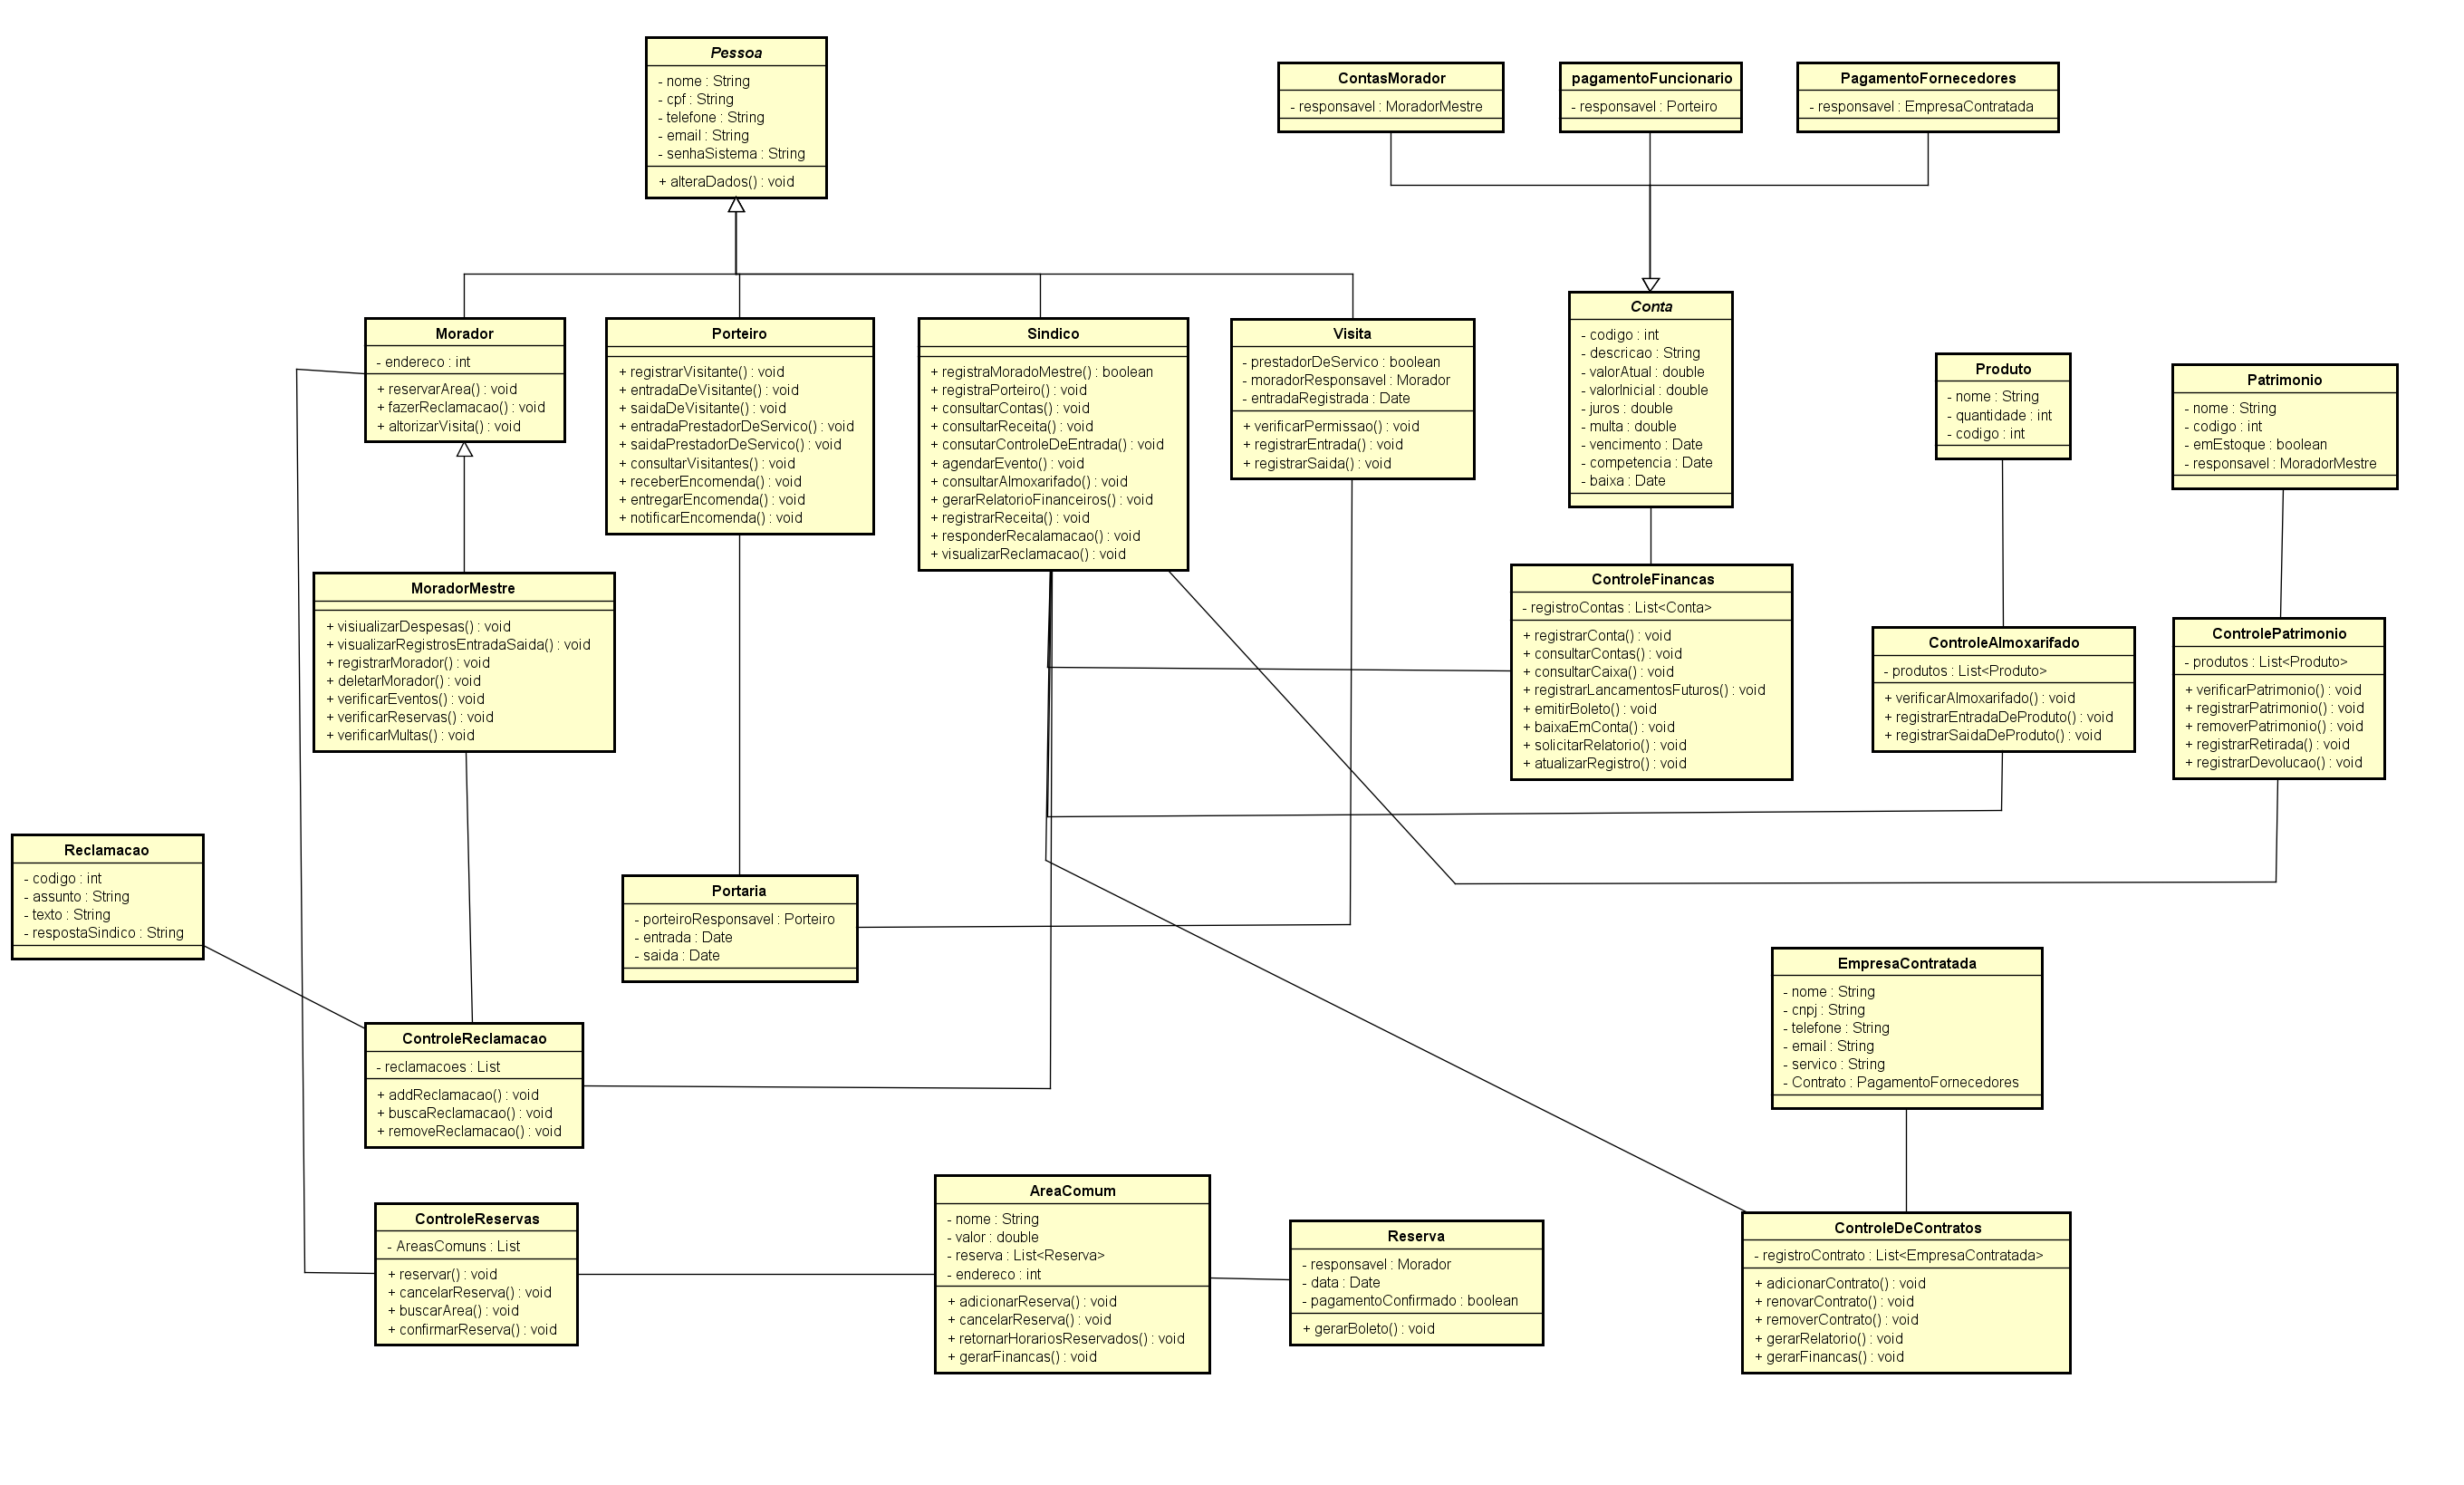 Pessoa
- nome : String
- cpf : String
- telefone : String
- email : String
- senhaSistema : String
+ alteraDados() : void
ContasMorador
- responsavel : MoradorMestre
pagamentoFuncionario
- responsavel : Porteiro
PagamentoFornecedores
- responsavel : EmpresaContratada
Morador
- endereco : int
+ reservarArea() : void
+ fazerReclamacao() : void
+ altorizarVisita() : void
Porteiro
+ registrarVisitante() : void
+ entradaDeVisitante() : void
+ saidaDeVisitante() : void
+ entradaPrestadorDeServico() : void
+ saidaPrestadorDeServico() : void
+ consultarVisitantes() : void
+ receberEncomenda() : void
+ entregarEncomenda() : void
+ notificarEncomenda() : void
Sindico
+ registraMoradoMestre() : boolean
+ registraPorteiro() : void
+ consultarContas() : void
+ consultarReceita() : void
+ consutarControleDeEntrada() : void
+ agendarEvento() : void
+ consultarAlmoxarifado() : void
+ gerarRelatorioFinanceiros() : void
+ registrarReceita() : void
+ responderRecalamacao() : void
+ visualizarReclamacao() : void
Visita
- prestadorDeServico : boolean
- moradorResponsavel : Morador
- entradaRegistrada : Date
+ verificarPermissao() : void
+ registrarEntrada() : void
+ registrarSaida() : void
Conta
- codigo : int
- descricao : String
- valorAtual : double
- valorInicial : double
- juros : double
- multa : double
- vencimento : Date
- competencia : Date
- baixa : Date
Produto
- nome : String
- quantidade : int
- codigo : int
Patrimonio
- nome : String
- codigo : int
- emEstoque : boolean
- responsavel : MoradorMestre
MoradorMestre
+ visiualizarDespesas() : void
+ visualizarRegistrosEntradaSaida() : void
+ registrarMorador() : void
+ deletarMorador() : void
+ verificarEventos() : void
+ verificarReservas() : void
+ verificarMultas() : void
ControleFinancas
- registroContas : List<Conta>
+ registrarConta() : void
+ consultarContas() : void
+ consultarCaixa() : void
+ registrarLancamentosFuturos() : void
+ emitirBoleto() : void
+ baixaEmConta() : void
+ solicitarRelatorio() : void
+ atualizarRegistro() : void
ControleAlmoxarifado
- produtos : List<Produto>
+ verificarAlmoxarifado() : void
+ registrarEntradaDeProduto() : void
+ registrarSaidaDeProduto() : void
ControlePatrimonio
- produtos : List<Produto>
+ verificarPatrimonio() : void
+ registrarPatrimonio() : void
+ removerPatrimonio() : void
+ registrarRetirada() : void
+ registrarDevolucao() : void
Reclamacao
- codigo : int
- assunto : String
- texto : String
- respostaSindico : String
Portaria
- porteiroResponsavel : Porteiro
- entrada : Date
- saida : Date
EmpresaContratada
- nome : String
- cnpj : String
- telefone : String
- email : String
- servico : String
- Contrato : PagamentoFornecedores
ControleReclamacao
- reclamacoes : List
+ addReclamacao() : void
+ buscaReclamacao() : void
+ removeReclamacao() : void
ControleReservas
- AreasComuns : List
+ reservar() : void
+ cancelarReserva() : void
+ buscarArea() : void
+ confirmarReserva() : void
AreaComum
- nome : String
- valor : double
- reserva : List<Reserva>
- endereco : int
+ adicionarReserva() : void
+ cancelarReserva() : void
+ retornarHorariosReservados() : void
+ gerarFinancas() : void
Reserva
- responsavel : Morador
- data : Date
- pagamentoConfirmado : boolean
+ gerarBoleto() : void
ControleDeContratos
- registroContrato : List<EmpresaContratada>
+ adicionarContrato() : void
+ renovarContrato() : void
+ removerContrato() : void
+ gerarRelatorio() : void
+ gerarFinancas() : void